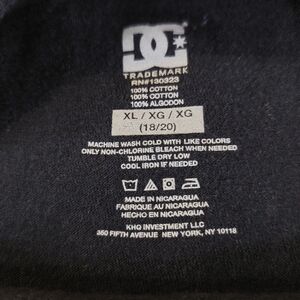 DC
TRADEMARK
RN#130323
100% COTTON
100% COTTON
100% ALGODON
XL / XG / XG
(18/20)
MACHINE WASH COLD WITH LIKE COLORS
ONLY NON-CHLORINE BLEACH WHEN NEEDED
TUMBLE DRY LOW
COOL IRON IF NEEDED
MADE IN NICARAGUA
FABRIQUE AU NICARAGUA
HECHO EN NICARAGUA
KHQ INVESTMENT LLC
350 FIFTH AVENUE NEW YORK, NY 10118